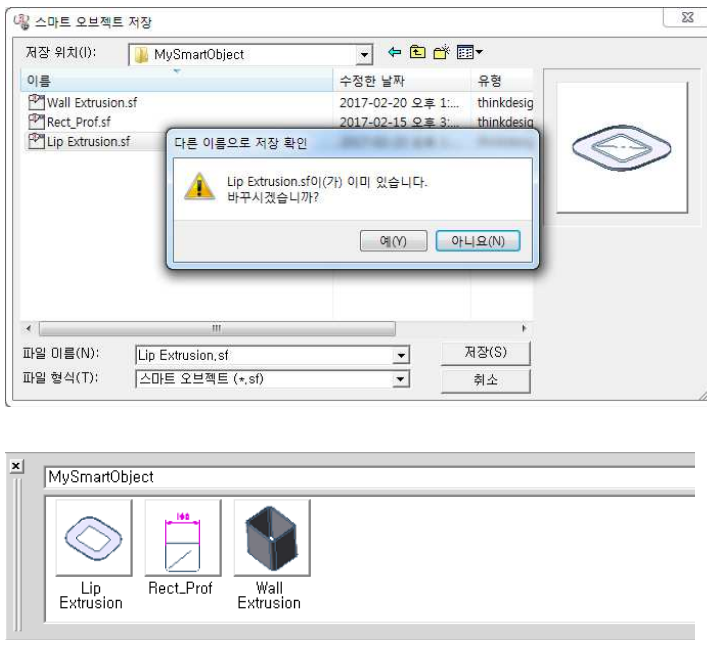 스마트 오브젝트 저장
저장 위치(I): MySmartObject
이름 수정한 날짜 유형
Wall Extrusion.sf 2017-02-20 오후 1:... thinkdesig
Rect_Prof.sf 2017-02-15 오후 3:... thinkdesig
Lip Extrusion.sf
다른 이름으로 저장 확인
Lip Extrusion.sf이(가) 이미 있습니다.
바꾸시겠습니까?
예(Y) 아니요(N)
파일 이름(N): Lip Extrusion.sf 저장(S)
파일 형식(T): 스마트 오브젝트 (*.sf) 취소
MySmartObject
Lip Rect_Prof Wall
Extrusion Extrusion